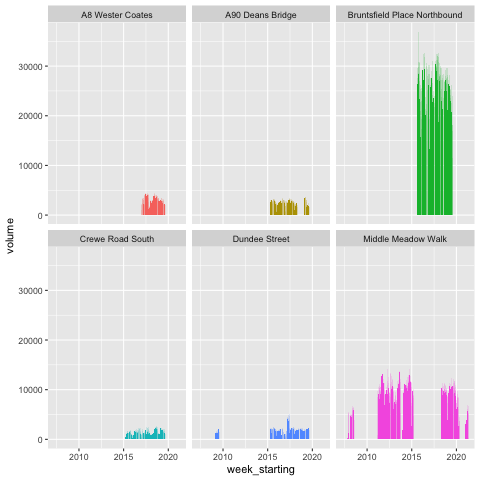 A8 Wester Coates
A90 Deans Bridge
Bruntsfield Place Northbound
30000
20000
10000
0
Crewe Road South
Dundee Street
Middle Meadow Walk
30000
20000
10000
0
2010 2015 2020
2010 2015 2020
2010 2015 2020
week_starting
volume